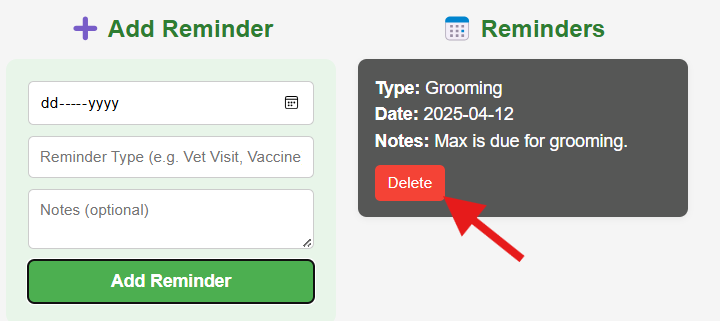 Add Reminder
dd-----yyyy
Reminder Type (e.g. Vet Visit, Vaccine
Notes (optional)
Add Reminder
Reminders
Type: Grooming
Date: 2025-04-12
Notes: Max is due for grooming.
Delete